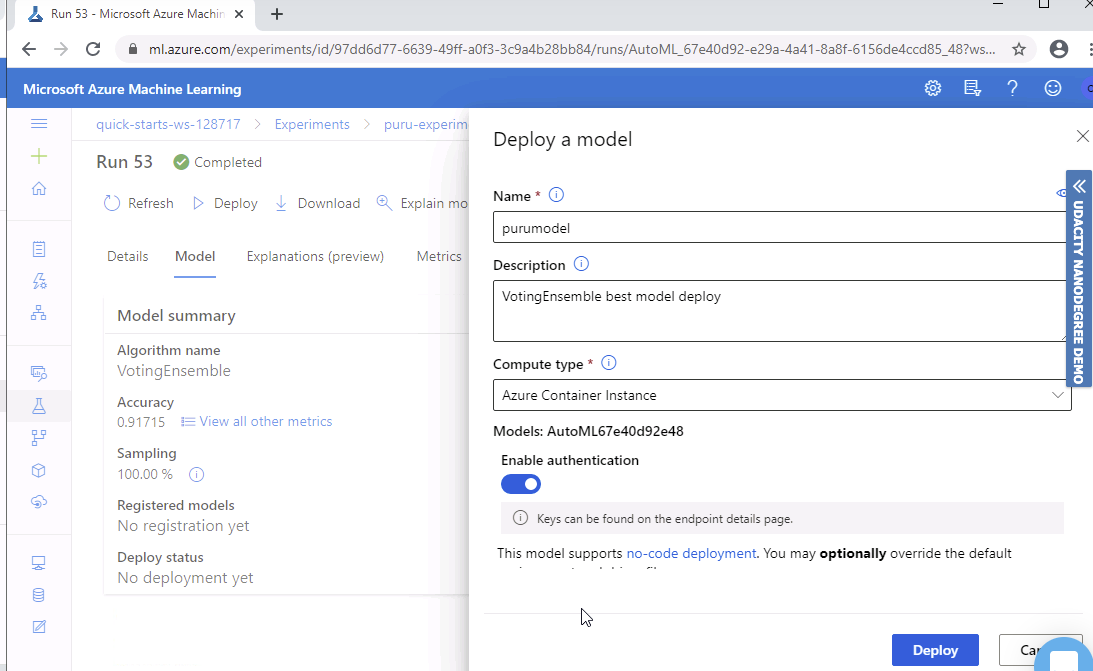 Run 53 - Microsoft Azure Machin
ml.azure.com/experiments/id/97dd6d77-6639-49ff-a0f3-3c9a4b28bb84/runs/AutoML_67e40d92-e29a-4a41-8a8f-6156de4ccd85_48?ws...
Microsoft Azure Machine Learning
quick-starts-ws-128717 > Experiments > puru-experim
Run 53 Completed
Refresh Deploy Download Explain mo
Details Model Explanations (preview) Metrics
Model summary
Algorithm name
VotingEnsemble
Accuracy
0.91715 View all other metrics
Sampling
100.00 %
Registered models
No registration yet
Deploy status
No deployment yet
Deploy a model
Name *
purumodel
Description
VotingEnsemble best model deploy
Compute type *
Azure Container Instance
Models: AutoML67e40d92e48
Enable authentication
Keys can be found on the endpoint details page.
This model supports no-code deployment. You may optionally override the default
Deploy
UDACITY NANODEGREE DEMO